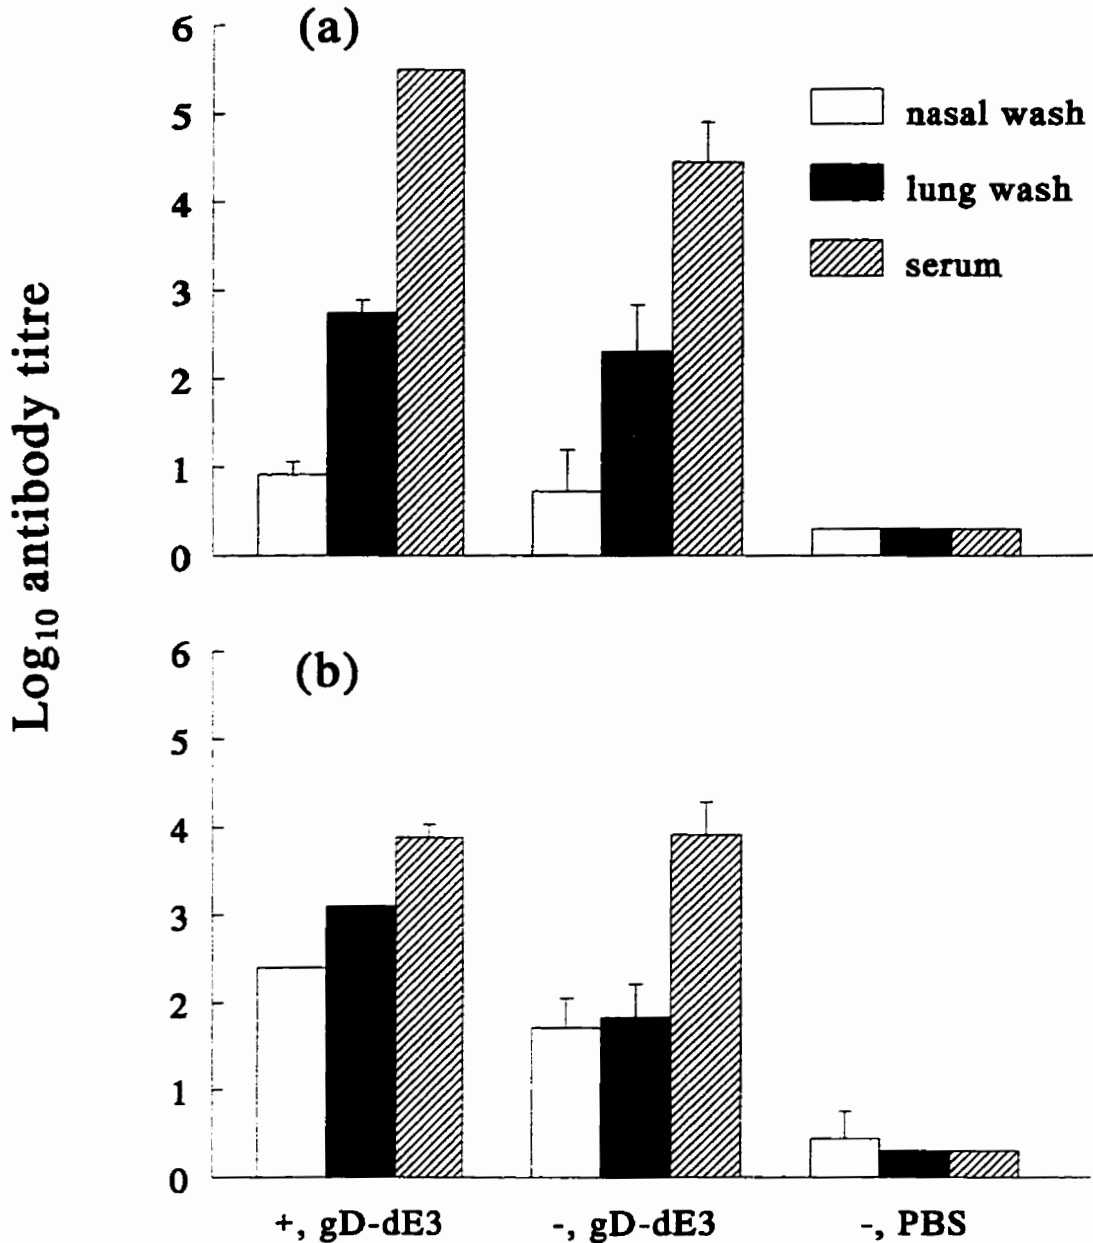 (a)
6
5
4
3
2
1
0
nasal wash
lung wash
serum
Log10 antibody titre
(b)
6
5
4
3
2
1
0
+, gD-dE3
-, gD-dE3
-, PBS